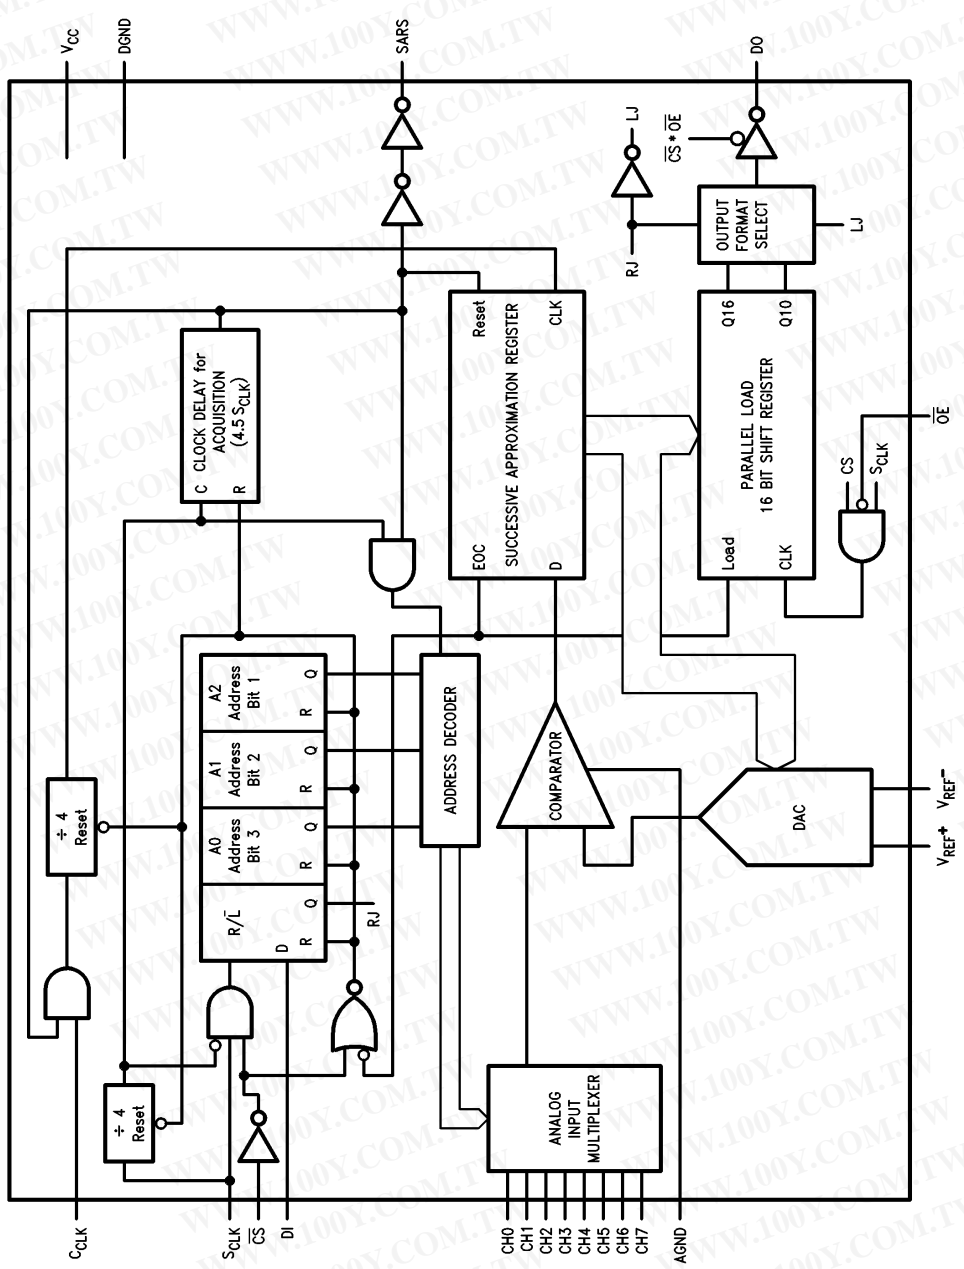 VCC
DGND
SARS
DO
CS * OE
LJ
RJ
OUTPUT
FORMAT
SELECT
LJ
Reset
CLK
SUCCESSIVE APPROXIMATION REGISTER
EOC
D
Q16
Q10
PARALLEL LOAD
16 BIT SHIFT REGISTER
Load
CLK
CS
SCLK
OE
CLOCK DELAY for
ACQUISITION
(4.5 SCLK)
C
R
A2
Address
Bit 1
Q
R
A1
Address
Bit 2
Q
R
A0
Address
Bit 3
Q
R
R/L
D
Q
R
RJ
ADDRESS DECODER
COMPARATOR
DAC
VREF-
VREF+
÷ 4
Reset
÷ 4
Reset
ANALOG
INPUT
MULTIPLEXER
CCLK
SCLK
CS
DI
CH0
CH1
CH2
CH3
CH4
CH5
CH6
CH7
AGND
WWW.100Y.COM.TW